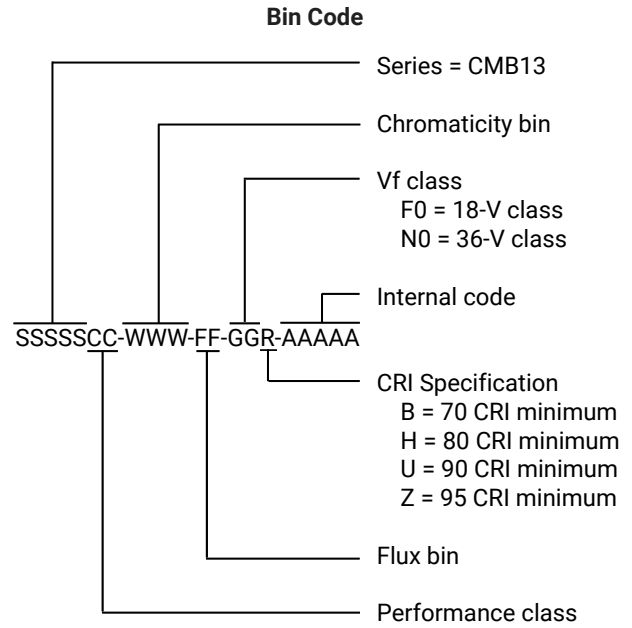 Bin Code
Series = CMB13
Chromaticity bin
Vf class
F0 = 18-V class
N0 = 36-V class
Internal code
SSSSSCC-WWW-FF-GGR-AAAAA
CRI Specification
B = 70 CRI minimum
H = 80 CRI minimum
U = 90 CRI minimum
Z = 95 CRI minimum
Flux bin
Performance class